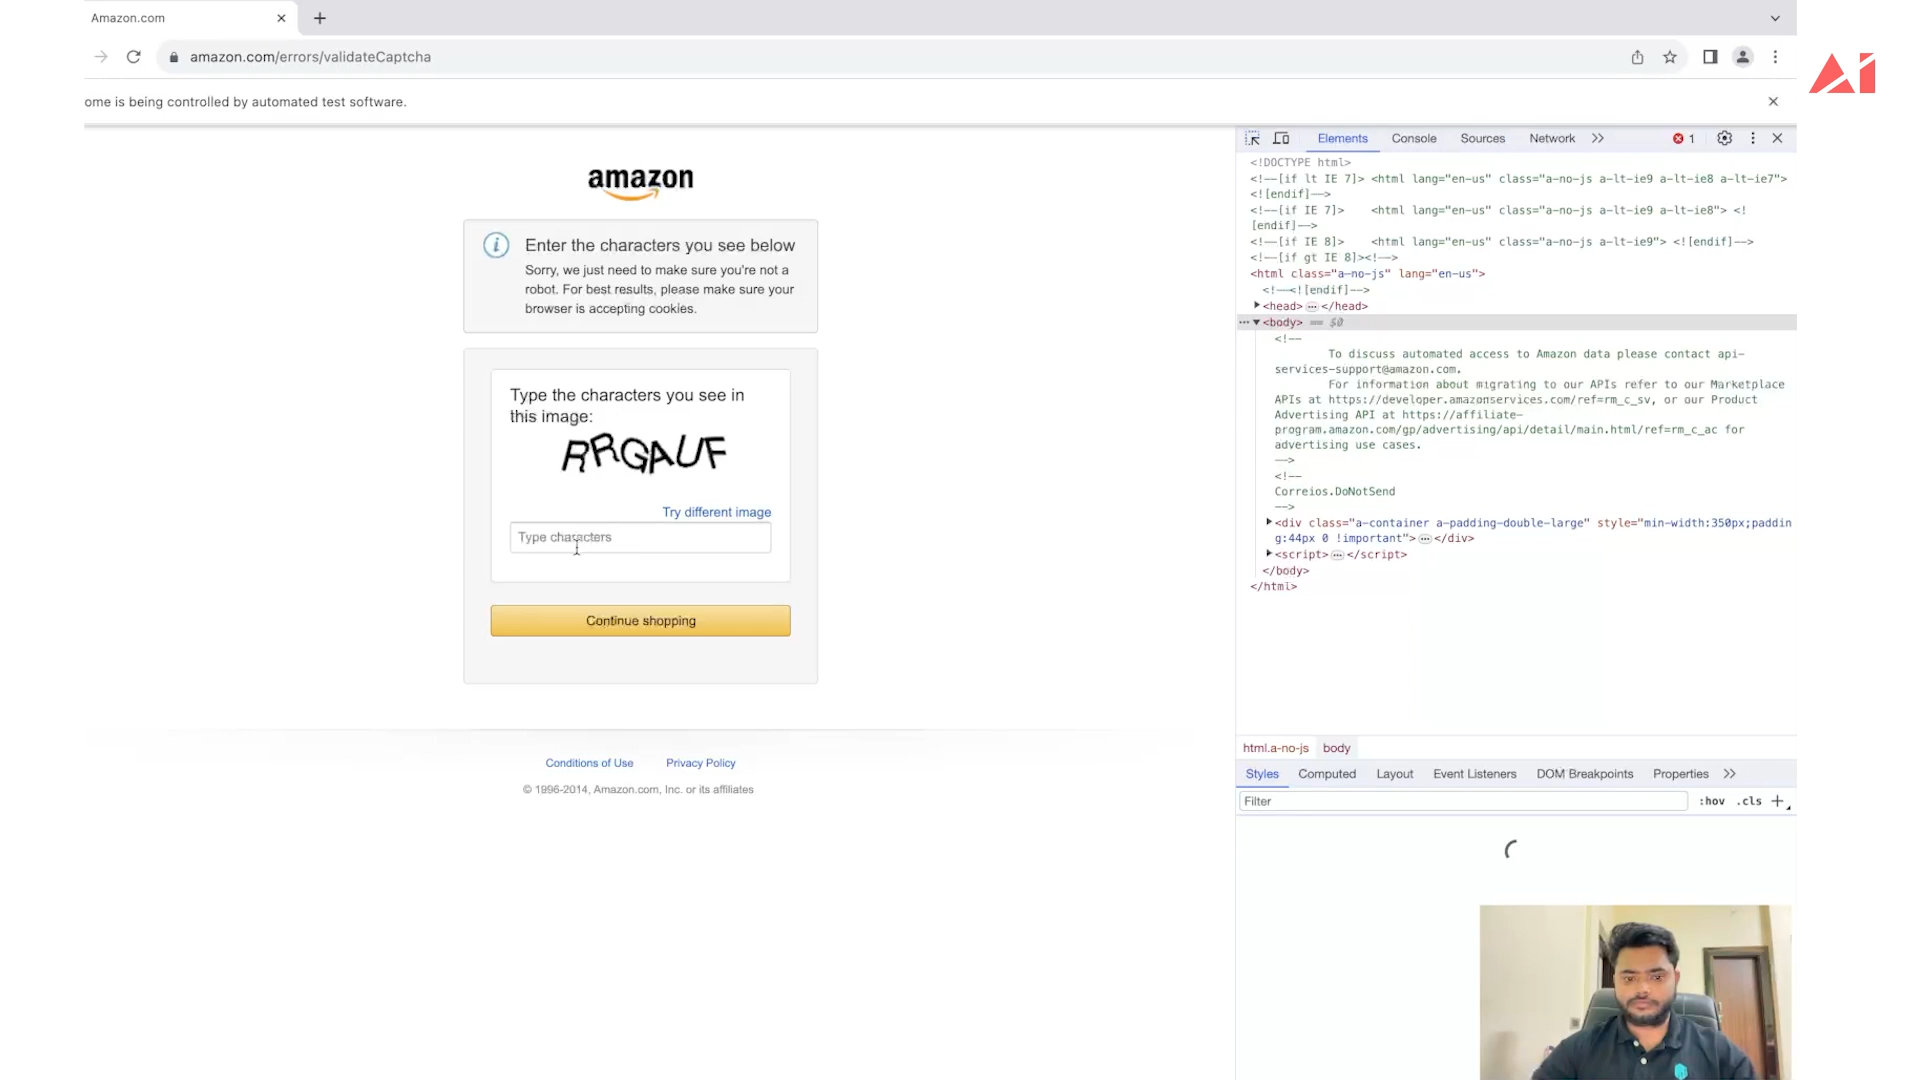 Amazon.com
amazon.com/errors/validateCaptcha
ome is being controlled by automated test software.
Ai
amazon
Enter the characters you see below
Sorry, we just need to make sure you're not a
robot. For best results, please make sure your
browser is accepting cookies.
Type the characters you see in
this image:
RRGAUF
Try different image
Type characters
Continue shopping
Conditions of Use Privacy Policy
© 1996-2014, Amazon.com, Inc. or its affiliates
Elements Console Sources Network 1
<!DOCTYPE html>
<!--[if lt IE 7]> <html lang="en-us" class="a-no-js a-lt-ie9 a-lt-ie8 a-lt-ie7">
<![endif]-->
<!--[if IE 7]>    <html lang="en-us" class="a-no-js a-lt-ie9 a-lt-ie8"> <!
[endif]-->
<!--[if IE 8]>    <html lang="en-us" class="a-no-js a-lt-ie9"> <![endif]-->
<!--[if gt IE 8]><!-->
<html class="a-no-js" lang="en-us">
<!--<![endif]-->
<head> … </head>
… <body> == $0
<!--
To discuss automated access to Amazon data please contact api-
services-support@amazon.com.
For information about migrating to our APIs refer to our Marketplace
APIs at https://developer.amazonservices.com/ref=rm_c_sv, or our Product
Advertising API at https://affiliate-
program.amazon.com/gp/advertising/api/detail/main.html/ref=rm_c_ac for
advertising use cases.
-->
<!--
Correios.DoNotSend
-->
<div class="a-container a-padding-double-large" style="min-width:350px;paddin
g:44px 0 !important"> … </div>
<script> … </script>
</body>
</html>
html.a-no-js body
Styles Computed Layout Event Listeners DOM Breakpoints Properties
Filter :hov .cls